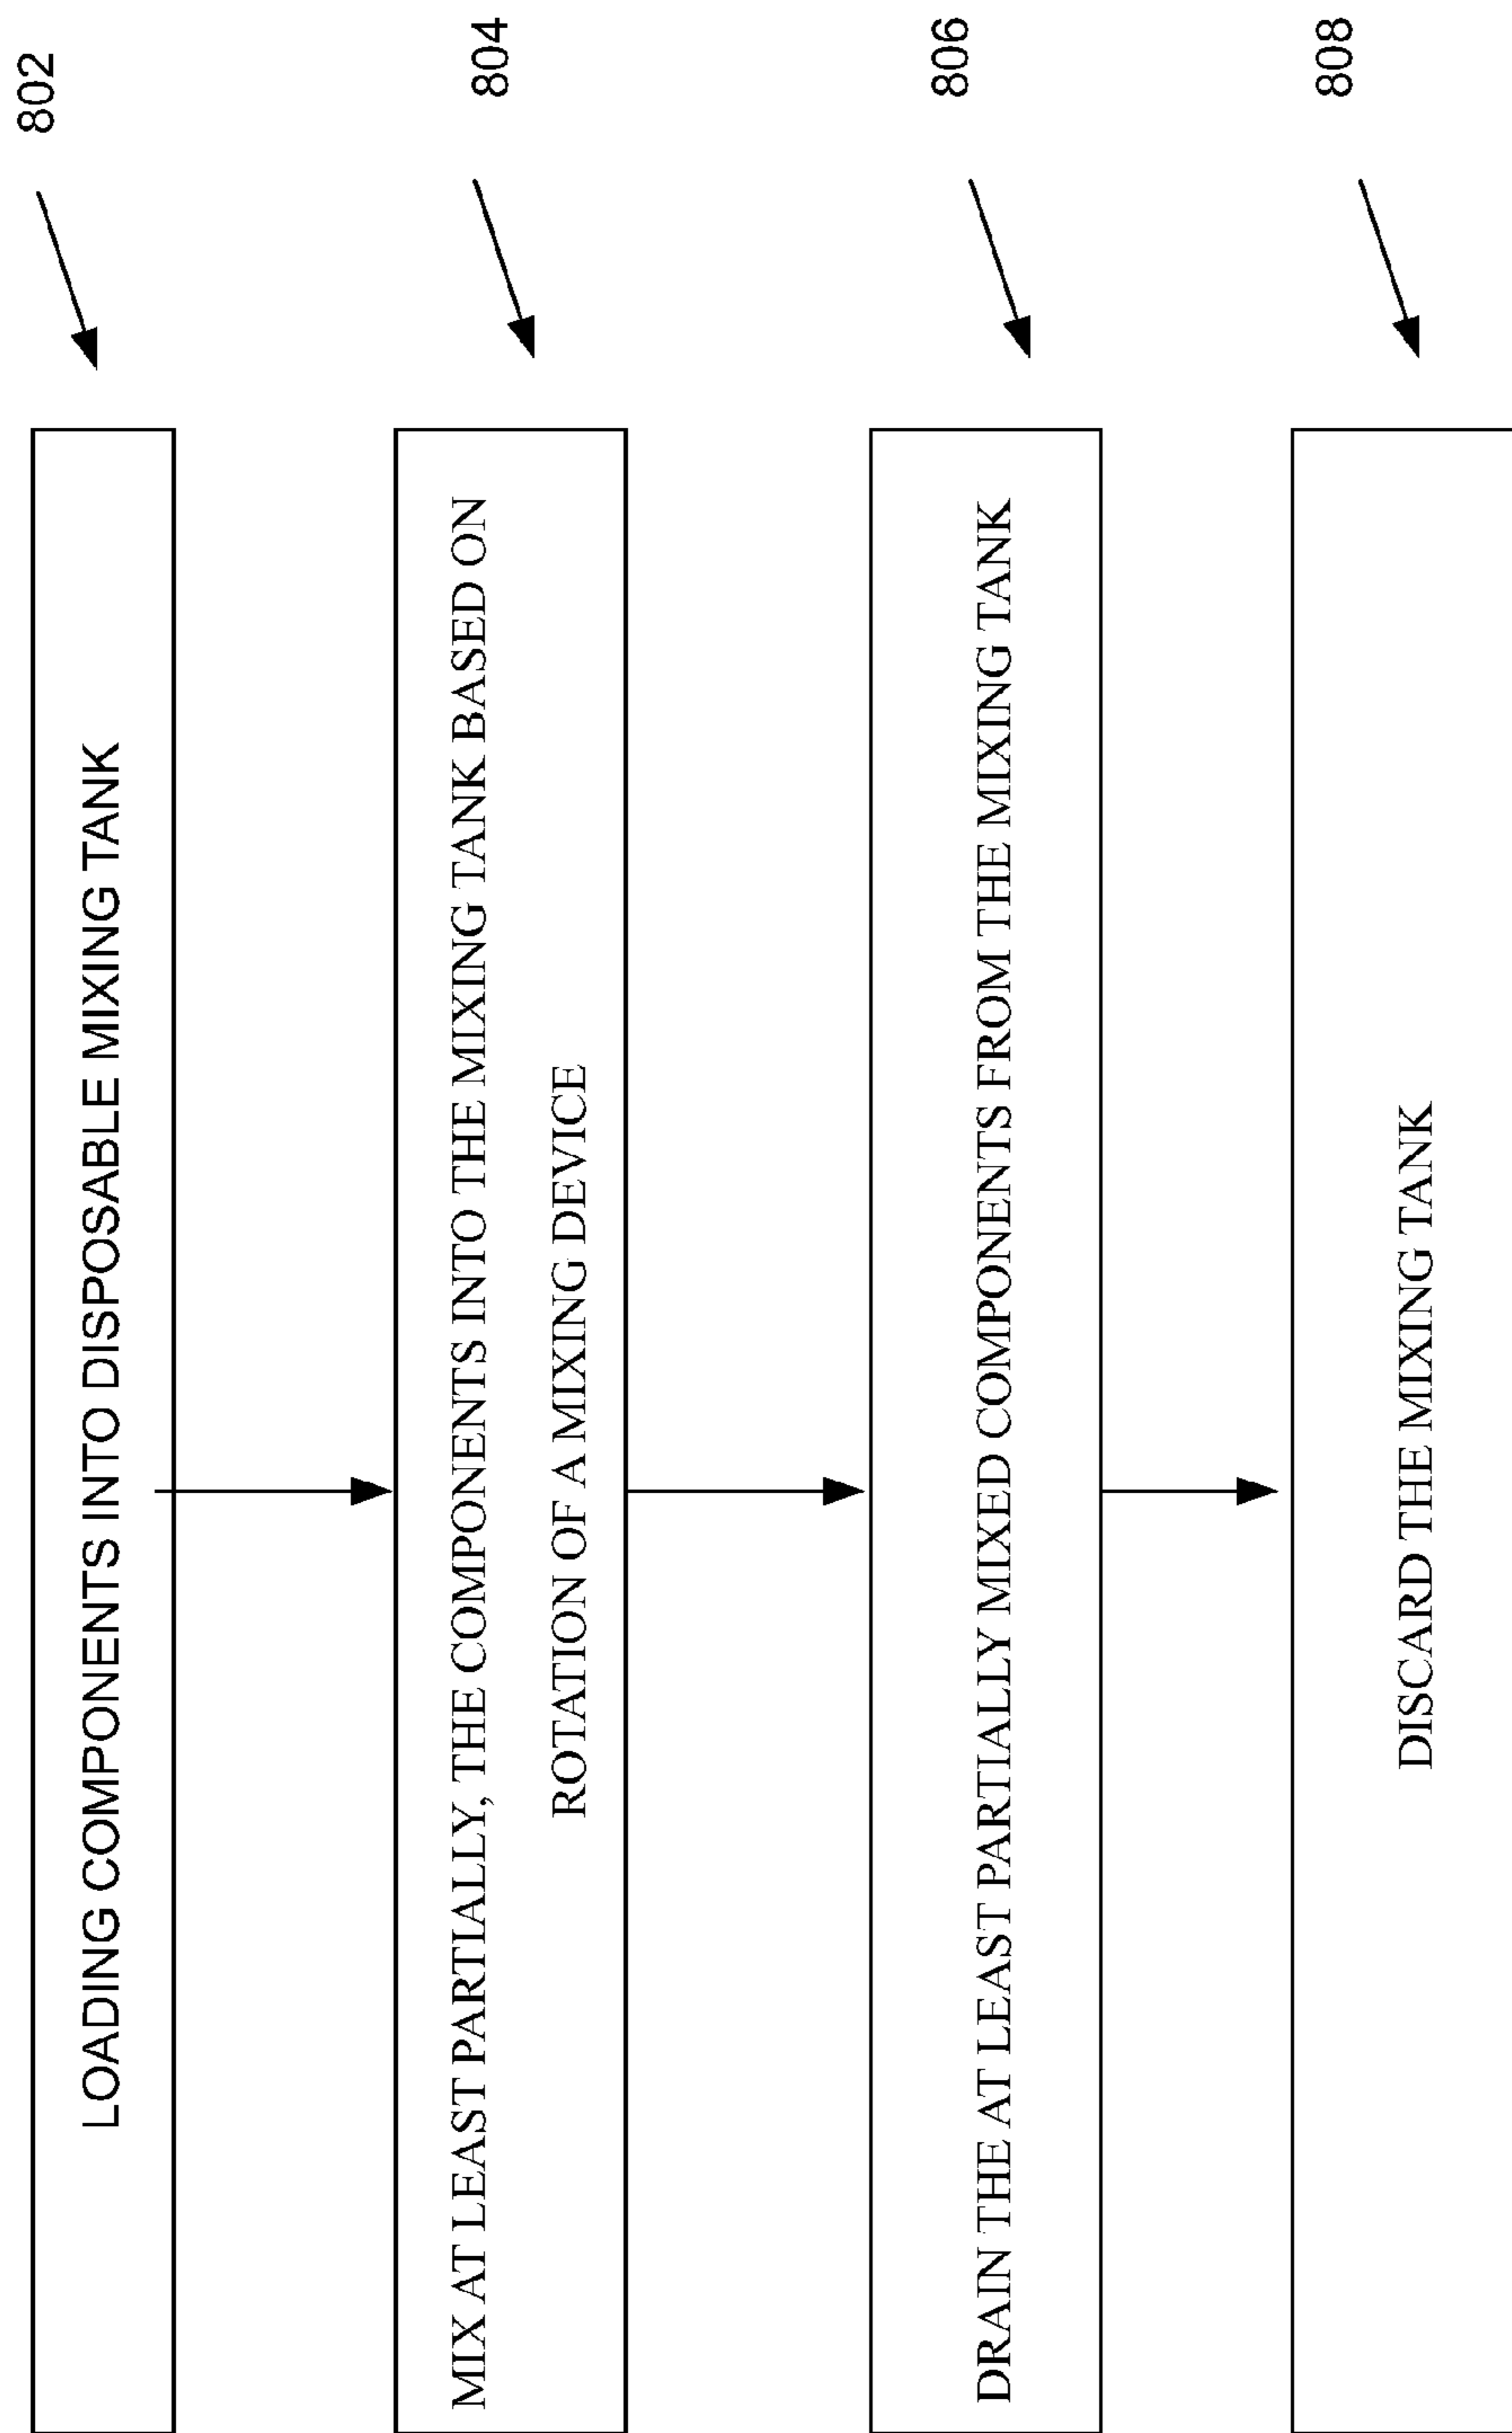 LOADING COMPONENTS INTO DISPOSABLE MIXING TANK
802
MIX AT LEAST PARTIALLY, THE COMPONENTS INTO THE MIXING TANK BASED ON
ROTATION OF A MIXING DEVICE
804
DRAIN THE AT LEAST PARTIALLY MIXED COMPONENTS FROM THE MIXING TANK
806
DISCARD THE MIXING TANK
808